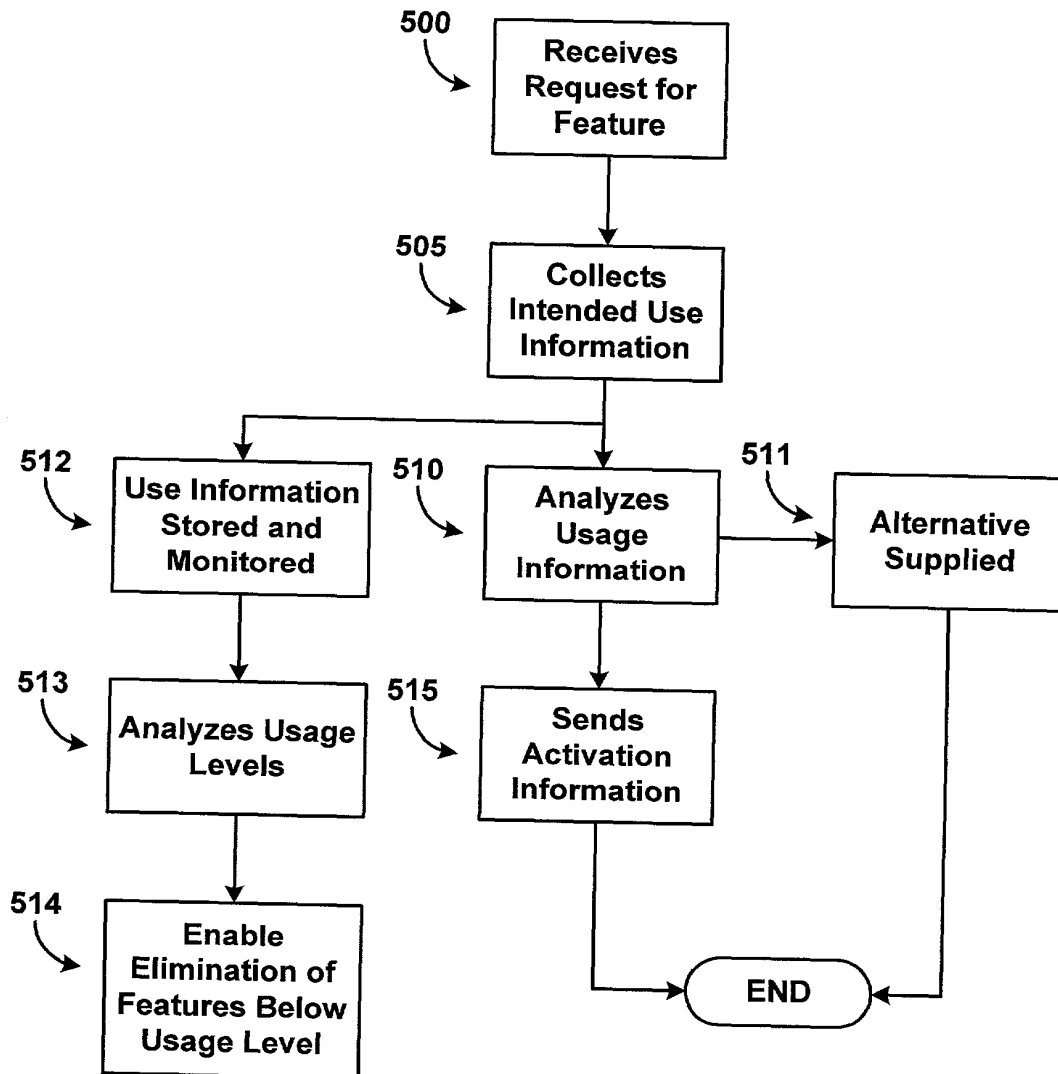 500
Receives
Request for
Feature
505
Collects
Intended Use
Information
512
Use Information
Stored and
Monitored
510
Analyzes
Usage
Information
511
Alternative
Supplied
513
Analyzes Usage
Levels
515
Sends
Activation
Information
514
Enable
Elimination of
Features Below
Usage Level
END